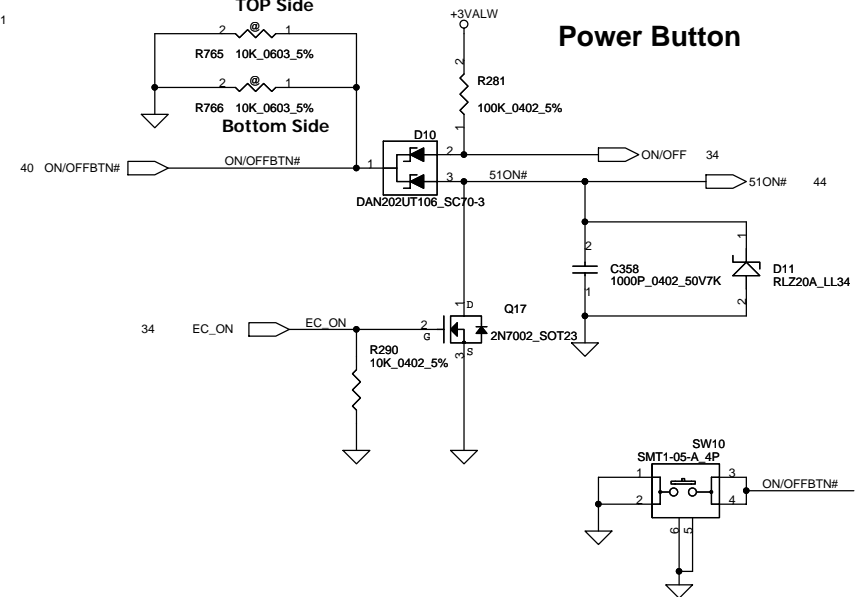 1
TOP Side
2 @ 1
R765 10K_0603_5%
2 @ 1
R766 10K_0603_5%
Bottom Side
+3VALW
Power Button
2
R281
100K_0402_5%
1
D10
40 ON/OFFBTN#
ON/OFFBTN#
1
2
3
DAN202UT106_SC70-3
ON/OFF 34
51ON#
51ON# 44
2
C358
1000P_0402_50V7K
1
1
D11
RLZ20A_LL34
2
34 EC_ON
EC_ON
2
G
1
D
Q17
2N7002_SOT23
3
S
R290
10K_0402_5%
SW10
SMT1-05-A_4P
1
2
3
4
6
5
ON/OFFBTN#